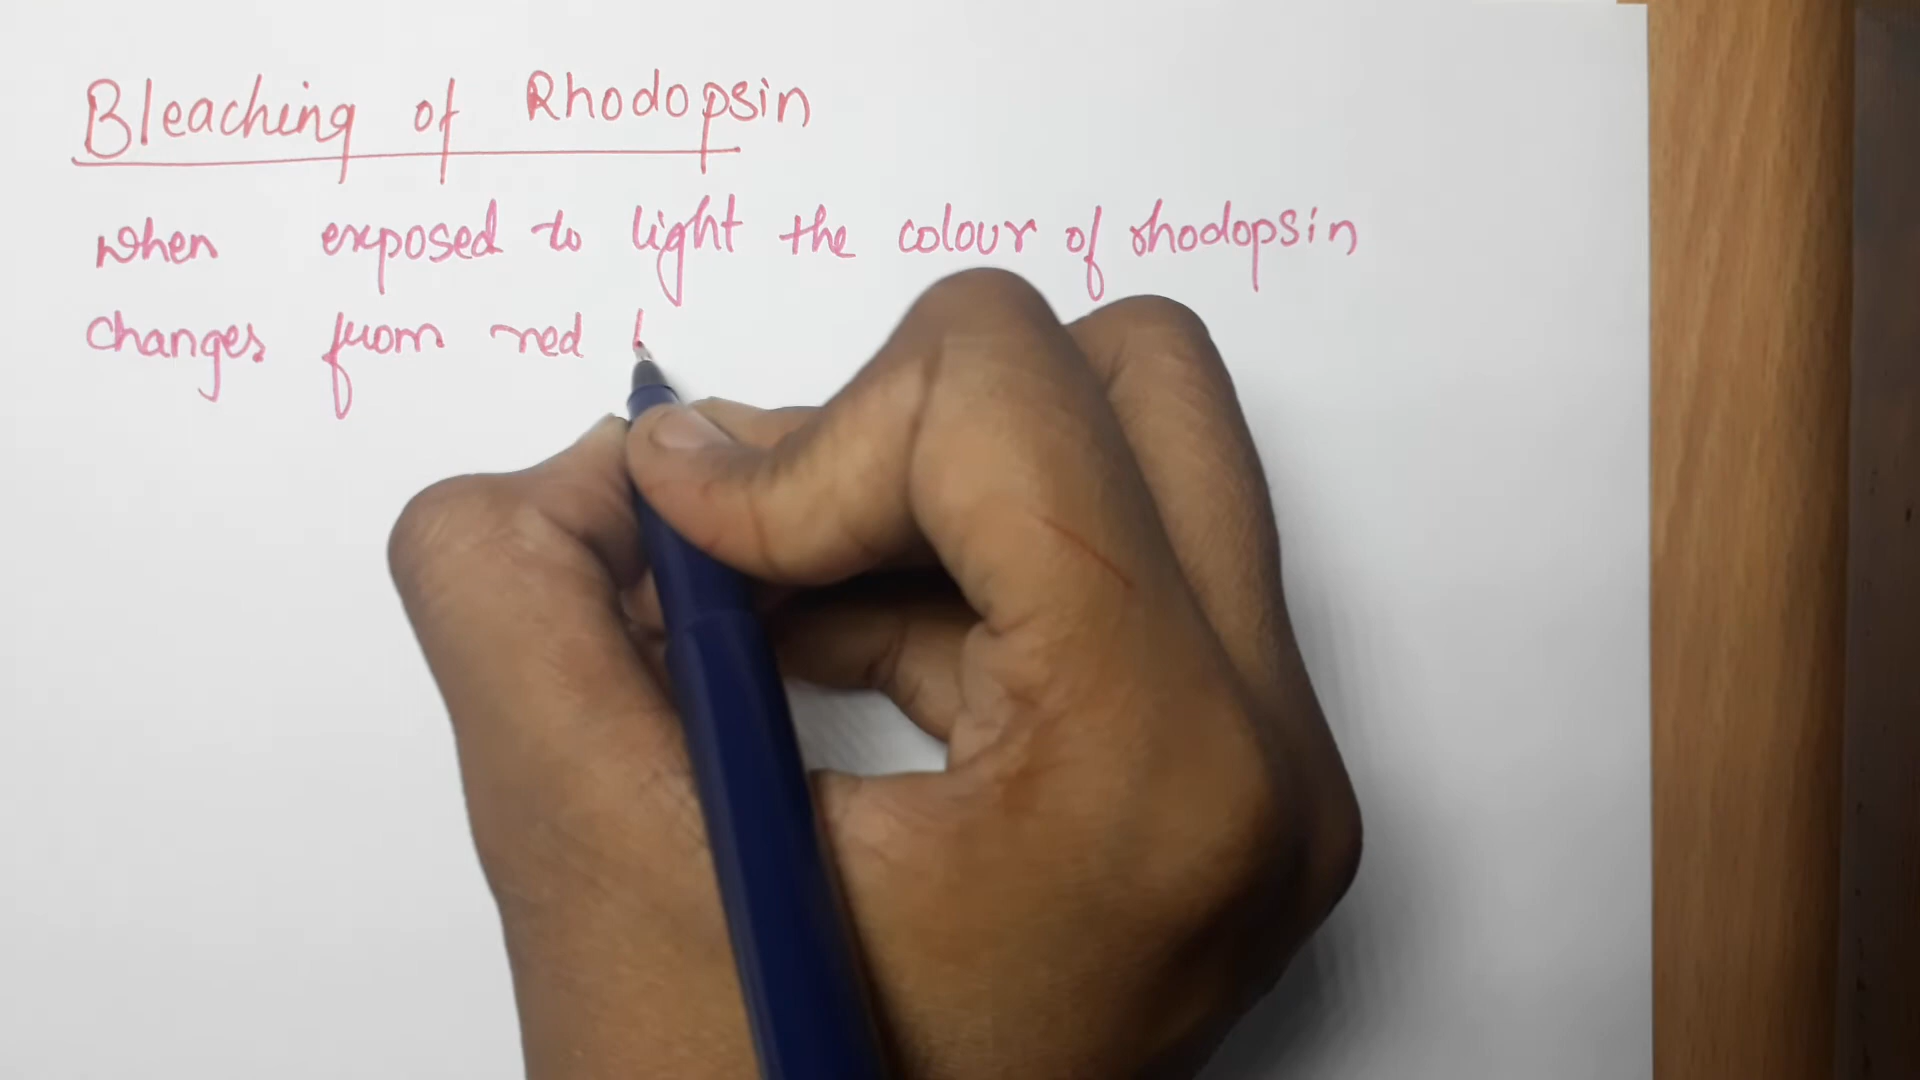 Bleaching of Rhodopsin
when exposed to light the colour of rhodopsin
changes from red